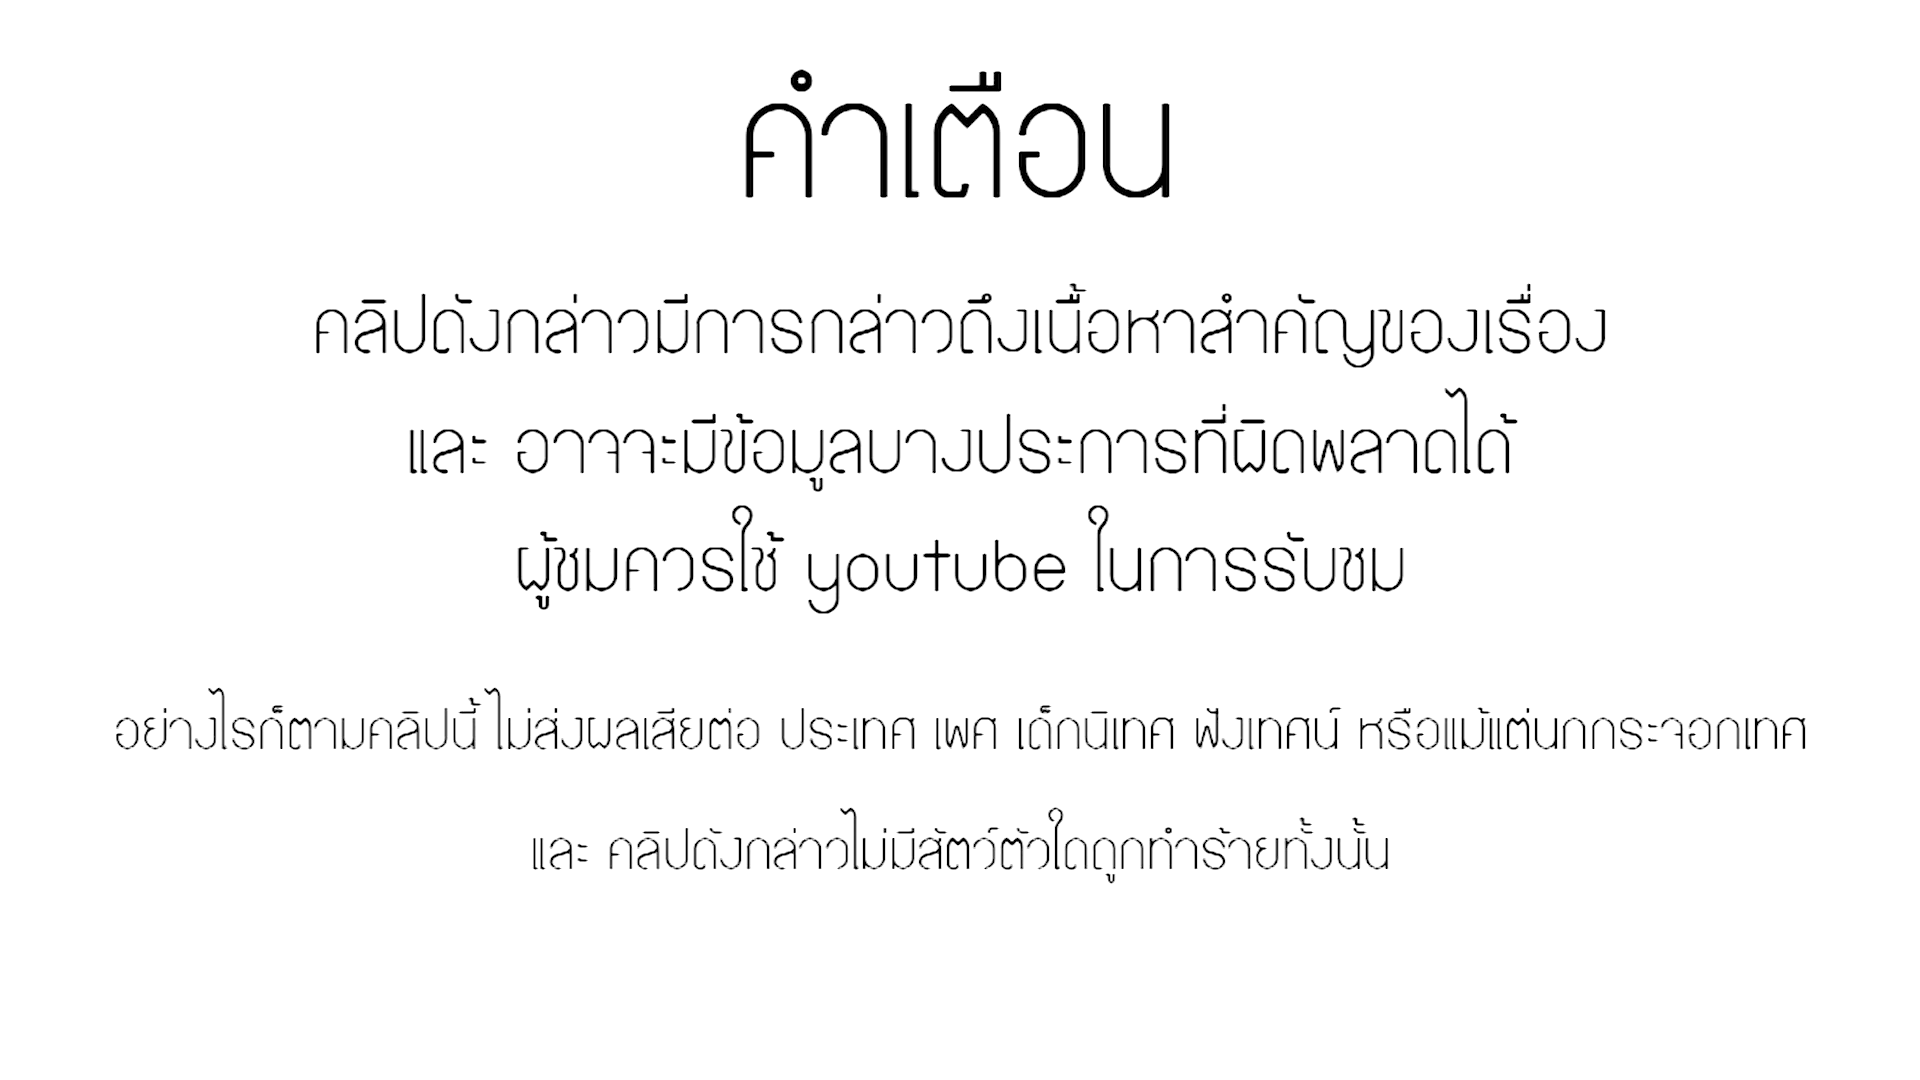 คำเตือน
คลิปดังกล่าวมีการกล่าวถึงเนื้อหาสำคัญของเรื่อง
และ อาจจะมีข้อมูลบางประการที่ผิดพลาดได้
ผู้ชมควรใช้ youtube ในการรับชม
อย่างไรก็ตามคลิปนี้ ไม่ส่งผลเสียต่อ ประเทศ เพศ เด็กนิเทศ ฟังเทศน์ หรือแม้แต่นกกระจอกเทศ
และ คลิปดังกล่าวไม่มีสัตว์ตัวใดถูกทำร้ายทั้งนั้น